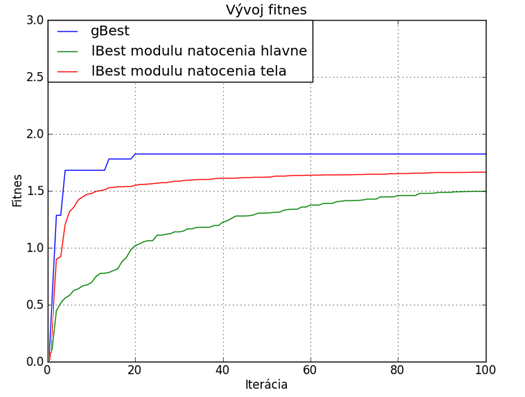 Vývoj fitnes
gBest
lBest modulu natocenia hlavne
lBest modulu natocenia tela
3.0
2.5
2.0
1.5
1.0
0.5
0.0
Fitnes
0
20
40
60
80
100
Iterácia